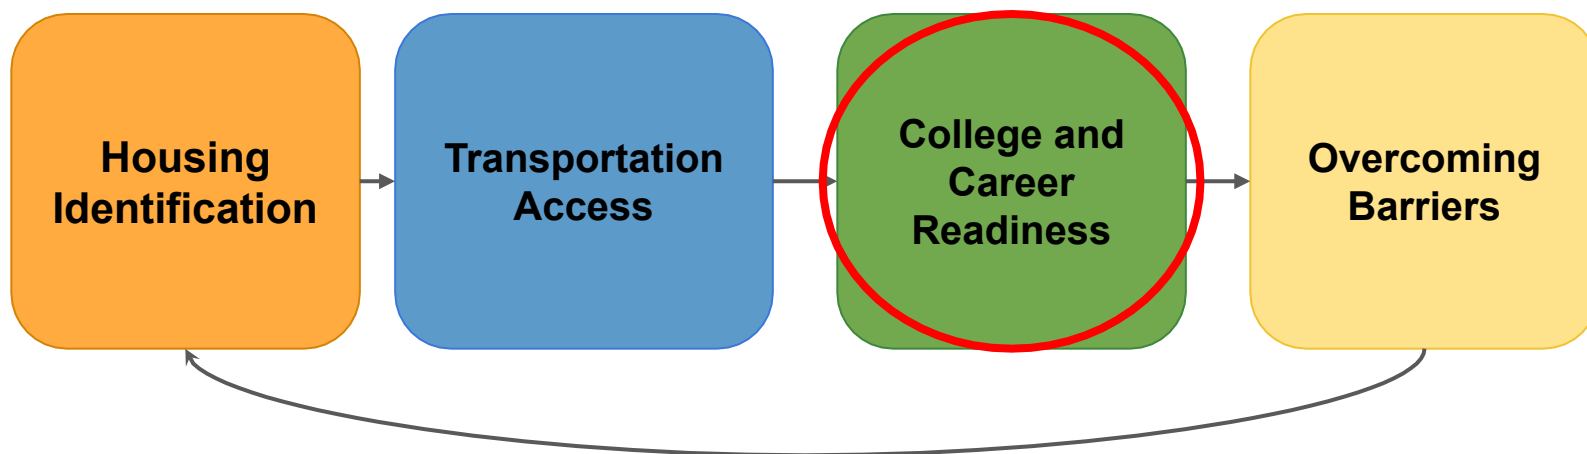 Housing
Identification
Transportation
Access
College and
Career
Readiness
Overcoming
Barriers